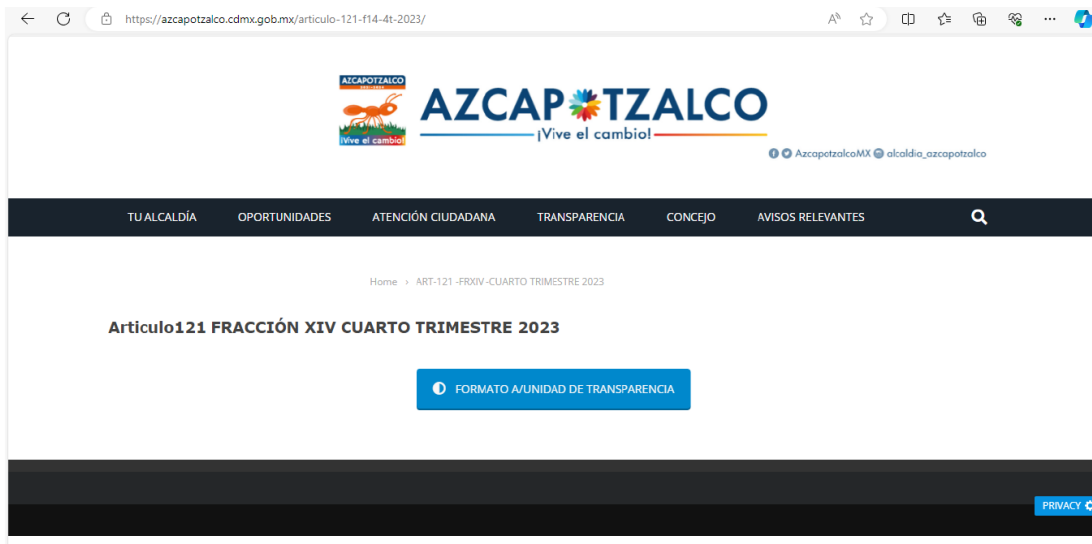 https://azcapotzalco.cdmx.gob.mx/articulo-121-f14-4t-2023/
AZCAPOTZALCO
¡Vive el cambio!
AZCAPOTZALCO
¡Vive el cambio!
AzcapotzalcoMX alcaldia_azcapotzalco
TU ALCALDÍA OPORTUNIDADES ATENCIÓN CIUDADANA TRANSPARENCIA CONCEJO AVISOS RELEVANTES
Home › ART-121 -FRXIV-CUARTO TRIMESTRE 2023
Articulo121 FRACCIÓN XIV CUARTO TRIMESTRE 2023
FORMATO A/UNIDAD DE TRANSPARENCIA
PRIVACY